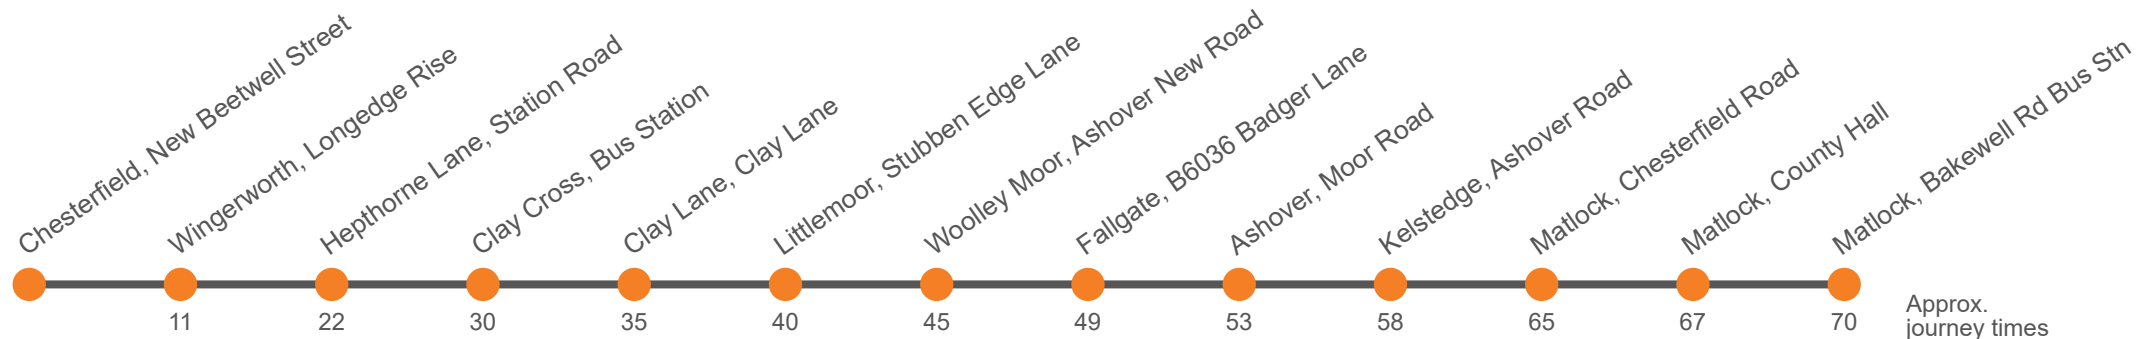 Chesterfield, New Beetwell Street
Wingerworth, Longedge Rise
Hepthorne Lane, Station Road
Clay Cross, Bus Station
Clay Lane, Clay Lane
Littlemoor, Stubben Edge Lane
Woolley Moor, Ashover New Road
Fallgate, B6036 Badger Lane
Ashover, Moor Road
Kelstedge, Ashover Road
Matlock, Chesterfield Road
Matlock, County Hall
Matlock, Bakewell Rd Bus Stn
11 22 30 35 40 45 49 53 58 65 67 70
Approx.
journey times